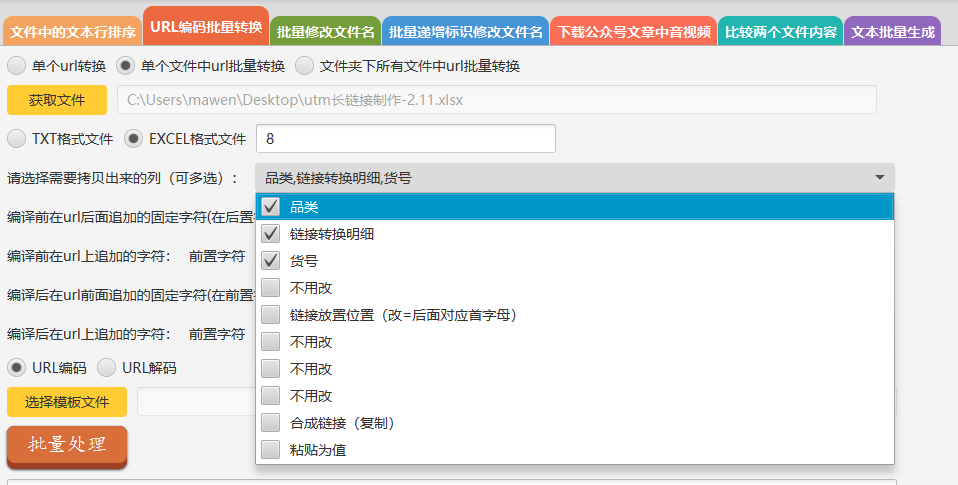 文件中的文本行排序 URL编码批量转换 批量修改文件名 批量递增标识修改文件名 下载公众号文章中音视频 比较两个文件内容 文本批量生成
单个url转换 单个文件中url批量转换 文件夹下所有文件中url批量转换
获取文件 C:\Users\mawen\Desktop\utm长链接制作-2.11.xlsx
TXT格式文件 EXCEL格式文件 8
请选择需要拷贝出来的列（可多选）： 品类,链接转换明细,货号
品类
编译前在url后面追加的固定字符(在后置
链接转换明细
编译前在url上追加的字符： 前置字符
货号
不用改
编译后在url前面追加的固定字符(在前置
链接放置位置（改=后面对应首字母）
编译后在url上追加的字符： 前置字符
不用改
URL编码 URL解码
不用改
选择模板文件
不用改
合成链接（复制）
批量处理
粘贴为值